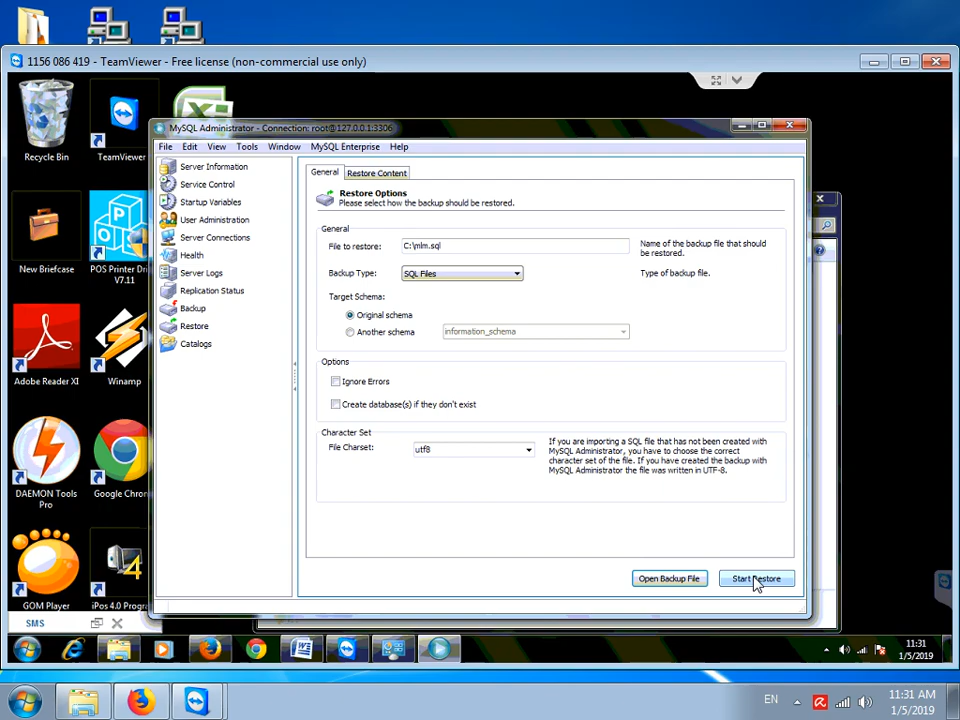 1156 086 419 - TeamViewer - Free license (non-commercial use only)
Recycle Bin
TeamViewer
New Briefcase
POS Printer Dri
V7.11
Adobe Reader XI
Winamp
DAEMON Tools
Pro
Google Chrom
GOM Player
4
iPos 4.0 Progra
SMS
MySQL Administrator - Connection: root@127.0.0.1:3306
File Edit View Tools Window MySQL Enterprise Help
Server Information
Service Control
Startup Variables
User Administration
Server Connections
Health
Server Logs
Replication Status
Backup
Restore
Catalogs
General Restore Content
Restore Options
Please select how the backup should be restored.
General
File to restore: C:\mlm.sql Name of the backup file that should
be restored.
Backup Type: SQL Files Type of backup file.
Target Schema:
Original schema
Another schema information_schema
Options
Ignore Errors
Create database(s) if they don't exist
Character Set
File Charset: utf8
If you are importing a SQL file that has not been created with
MySQL Administrator, you have to choose the correct
character set of the file. If you have created the backup with
MySQL Administrator the file was written in UTF-8.
Open Backup File Start Restore
11:31
1/5/2019
EN
11:31 AM
1/5/2019